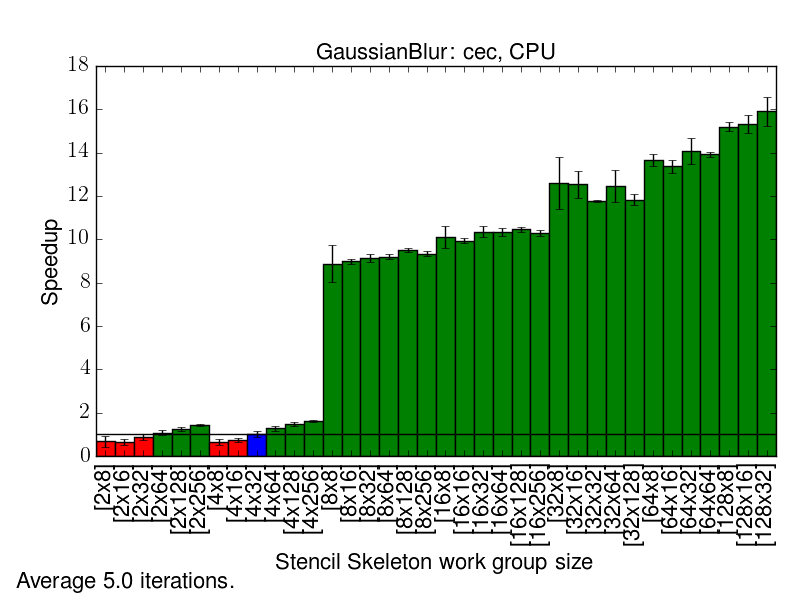 GaussianBlur: cec, CPU
18
16
14
12
10
8
6
4
2
0
Speedup
[2x8]
[2x16]
[2x32]
[2x64]
[2x128]
[2x256]
[4x8]
[4x16]
[4x32]
[4x64]
[4x128]
[4x256]
[8x8]
[8x16]
[8x32]
[8x64]
[8x128]
[8x256]
[16x8]
[16x16]
[16x32]
[16x64]
[16x128]
[16x256]
[32x8]
[32x16]
[32x32]
[32x64]
[32x128]
[64x8]
[64x16]
[64x32]
[64x64]
[128x8]
[128x16]
[128x32]
Stencil Skeleton work group size
Average 5.0 iterations.